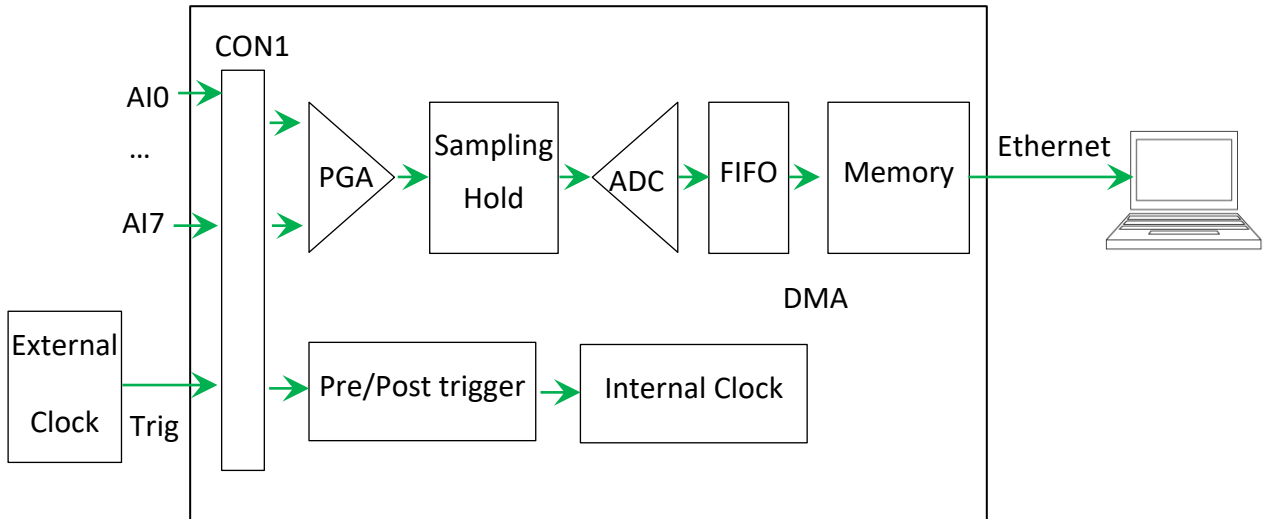 CON1
AI0
...
AI7
PGA
Sampling
Hold
ADC
FIFO
Memory
Ethernet
DMA
External
Clock
Trig
Pre/Post trigger
Internal Clock